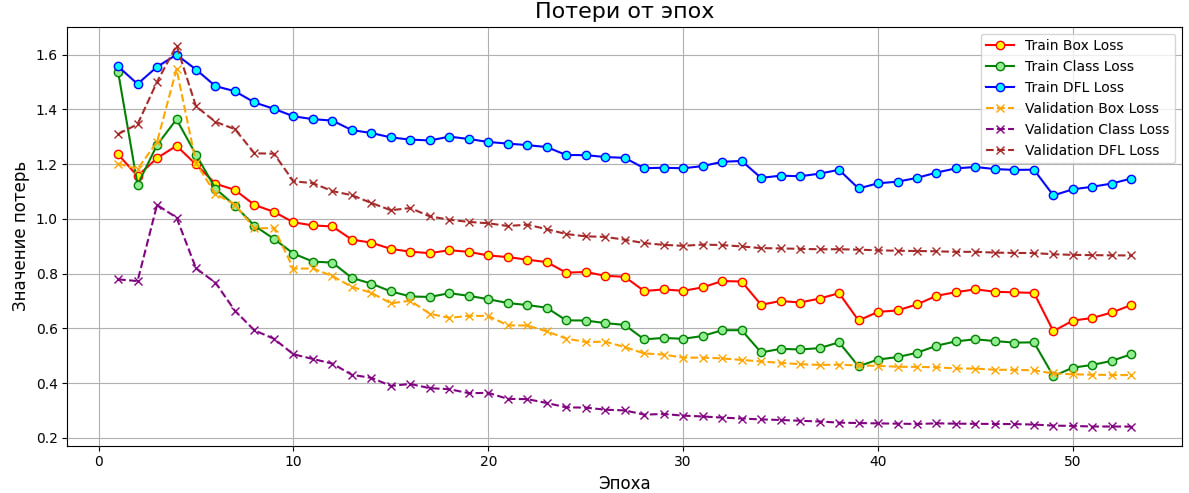 Потери от эпох
Train Box Loss
Train Class Loss
Train DFL Loss
Validation Box Loss
Validation Class Loss
Validation DFL Loss
Значение потерь
1.6
1.4
1.2
1.0
0.8
0.6
0.4
0.2
0 10 20 30 40 50
Эпоха